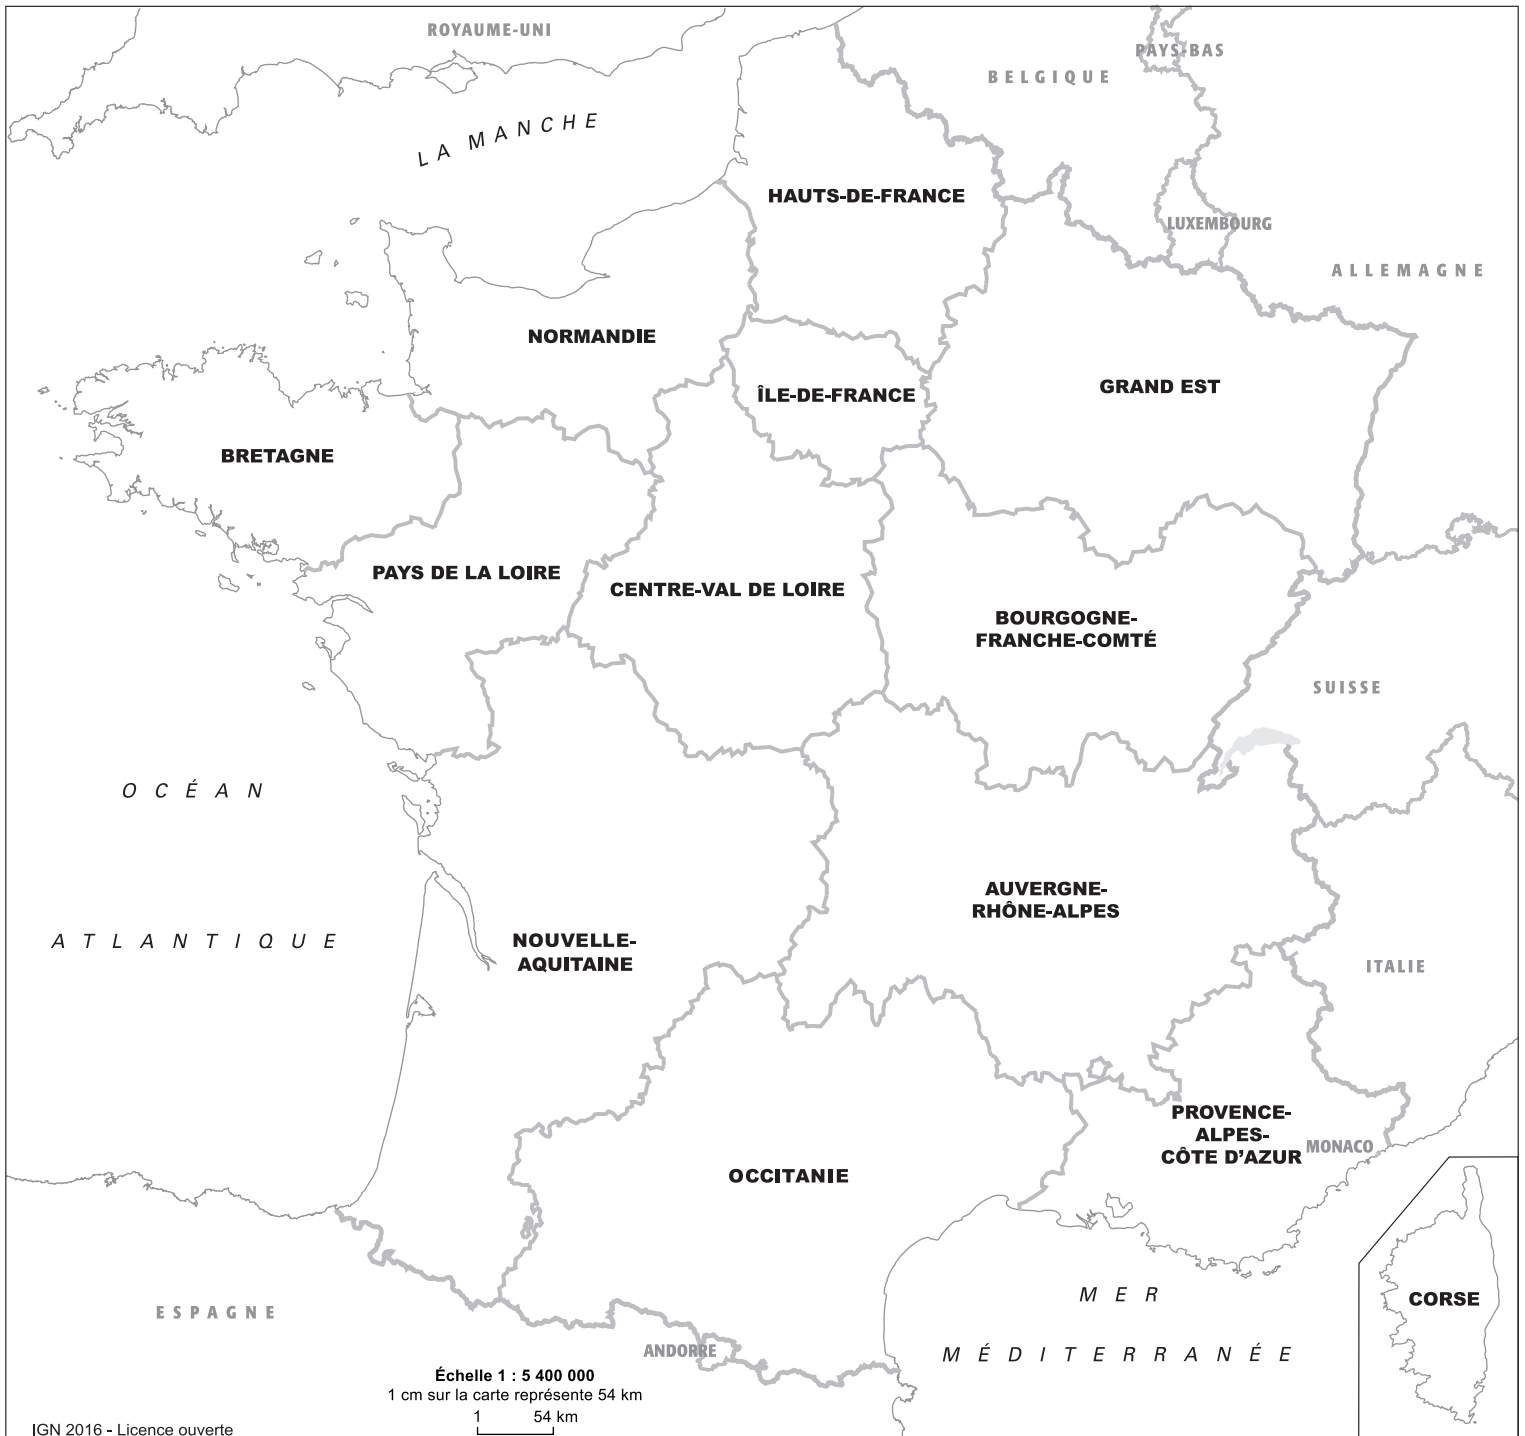 ROYAUME-UNI
PAYS-BAS
BELGIQUE
LA MANCHE
HAUTS-DE-FRANCE
LUXEMBOURG
ALLEMAGNE
NORMANDIE
GRAND EST
ÎLE-DE-FRANCE
BRETAGNE
PAYS DE LA LOIRE
CENTRE-VAL DE LOIRE
BOURGOGNE-
FRANCHE-COMTÉ
SUISSE
OCÉAN
ATLANTIQUE
AUVERGNE-
RHÔNE-ALPES
NOUVELLE-
AQUITAINE
ITALIE
PROVENCE-
ALPES-
CÔTE D'AZUR
MONACO
OCCITANIE
MER
MÉDITERRANÉE
CORSE
ESPAGNE
ANDORRE
Échelle 1 : 5 400 000
1 cm sur la carte représente 54 km
1 54 km
IGN 2016 - Licence ouverte